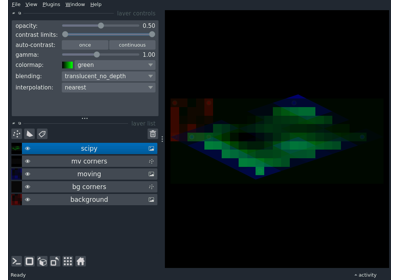 File View Plugins Window Help
layer controls
opacity: 0.50
contrast limits:
auto-contrast: once continuous
gamma: 1.00
colormap: green
blending: translucent_no_depth
interpolation: nearest
layer list
scipy
mv corners
moving
bg corners
background
Ready activity